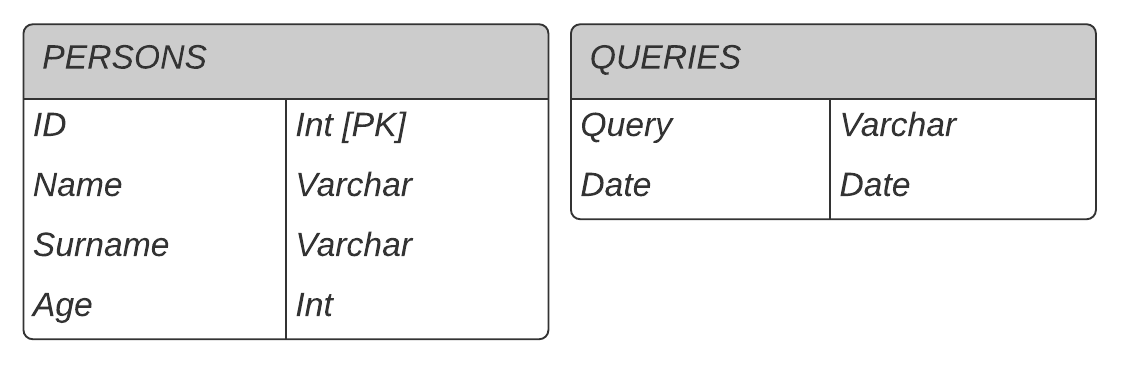 PERSONS
ID Int [PK]
Name Varchar
Surname Varchar
Age Int
QUERIES
Query Varchar
Date Date